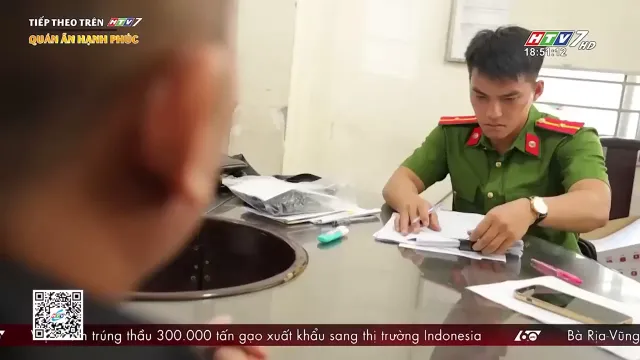 TIẾP THEO TRÊN HTV7
QUÁN ĂN HẠNH PHÚC
HTV7 HD
18:51:12
trúng thầu 300.000 tấn gạo xuất khẩu sang thị trường Indonesia
Bà Rịa-Vũng